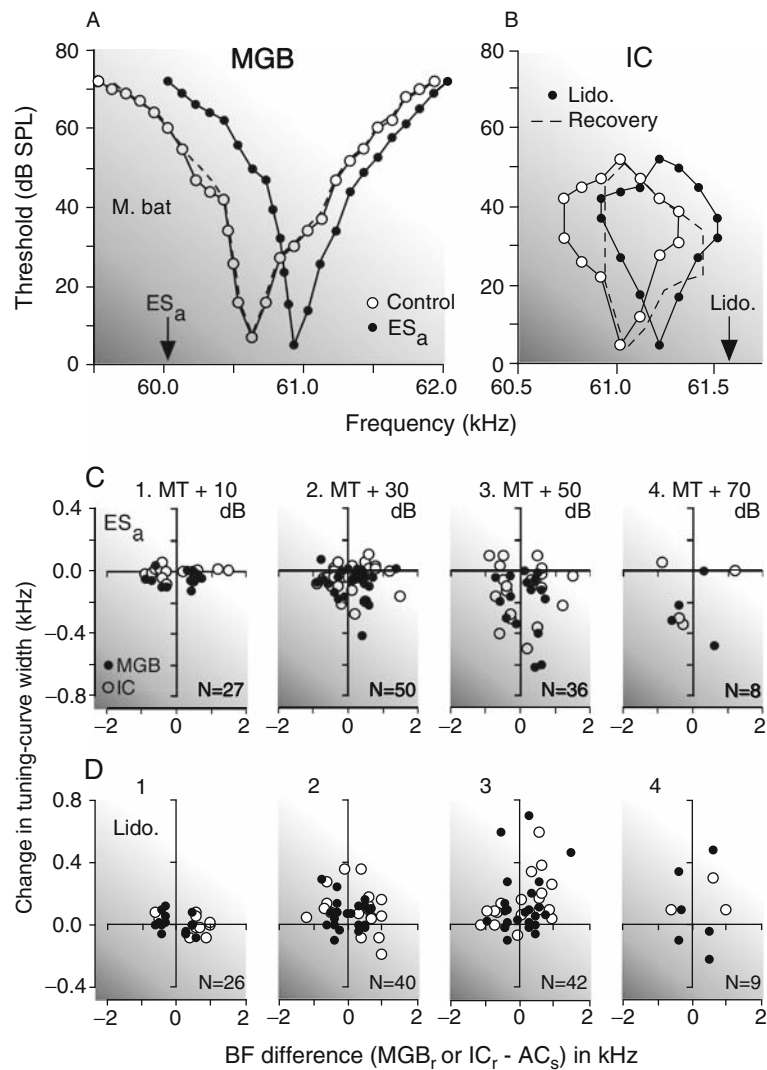 A
B
MGB
IC
80
60
40
20
0
Threshold (dB SPL)
M. bat
ESa
Control
ESa
60.0
61.0
62.0
80
60
40
20
0
Lido.
Recovery
Lido.
60.5
61.0
61.5
Frequency (kHz)
C
1. MT + 10 dB
2. MT + 30 dB
3. MT + 50 dB
4. MT + 70 dB
0.4
0.0
−0.4
−0.8
ESa
MGB
IC
N=27
N=50
N=36
N=8
−2 0 2
−2 0 2
−2 0 2
−2 0 2
Change in tuning-curve width (kHz)
D
1
2
3
4
0.8
0.4
0.0
−0.4
Lido.
N=26
N=40
N=42
N=9
−2 0 2
−2 0 2
−2 0 2
−2 0 2
BF difference (MGBr or ICr - ACs) in kHz